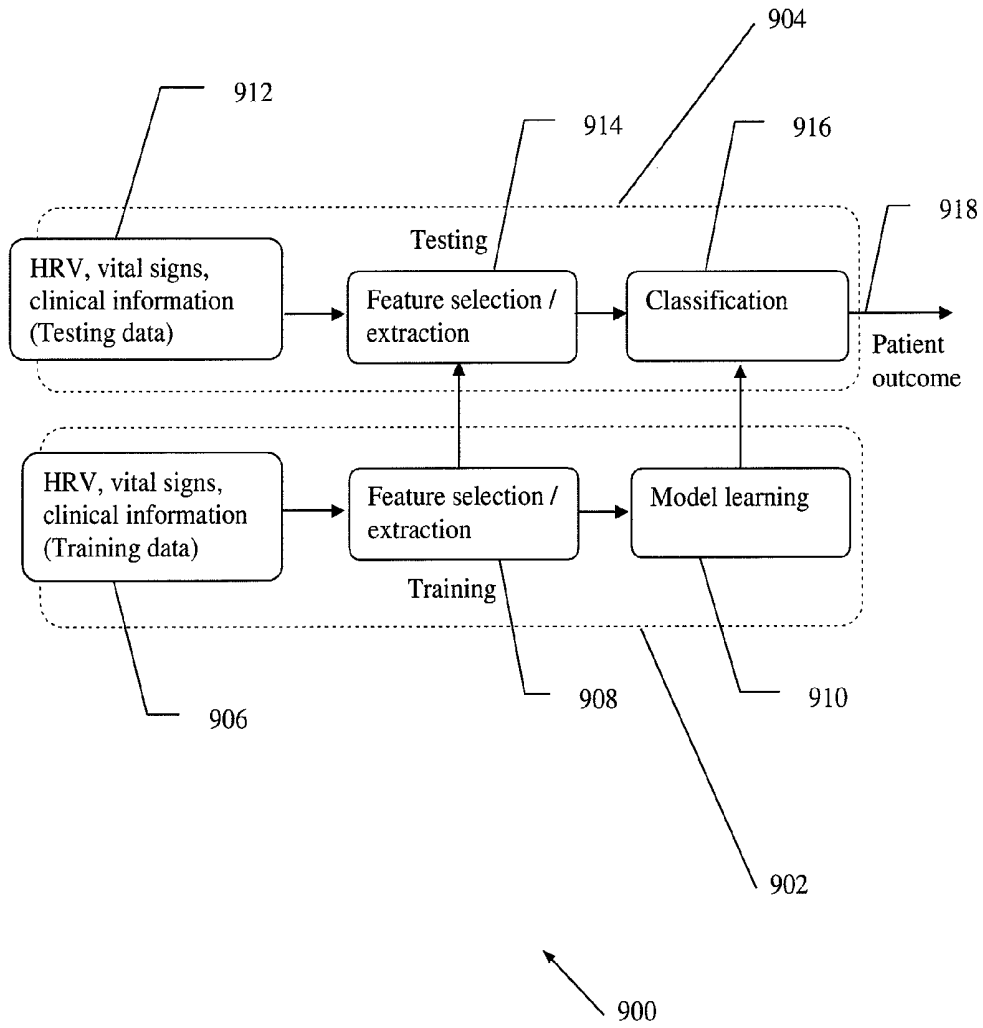 904
912
914
916
918
Testing
HRV, vital signs,
clinical information
(Testing data)
Feature selection /
extraction
Classification
Patient
outcome
HRV, vital signs,
clinical information
(Training data)
Feature selection /
extraction
Model learning
Training
906
908
910
902
900